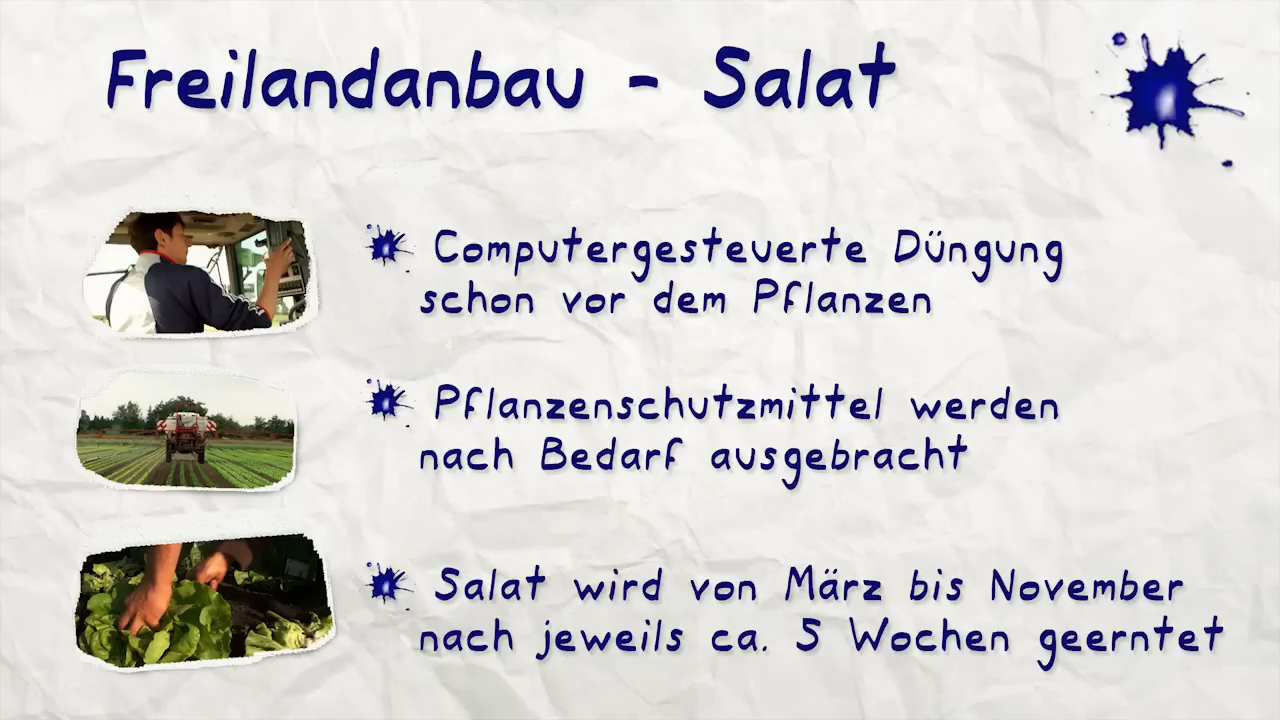 Freilandanbau - Salat
Computergesteuerte Düngung
schon vor dem Pflanzen
Pflanzenschutzmittel werden
nach Bedarf ausgebracht
Salat wird von März bis November
nach jeweils ca. 5 Wochen geerntet